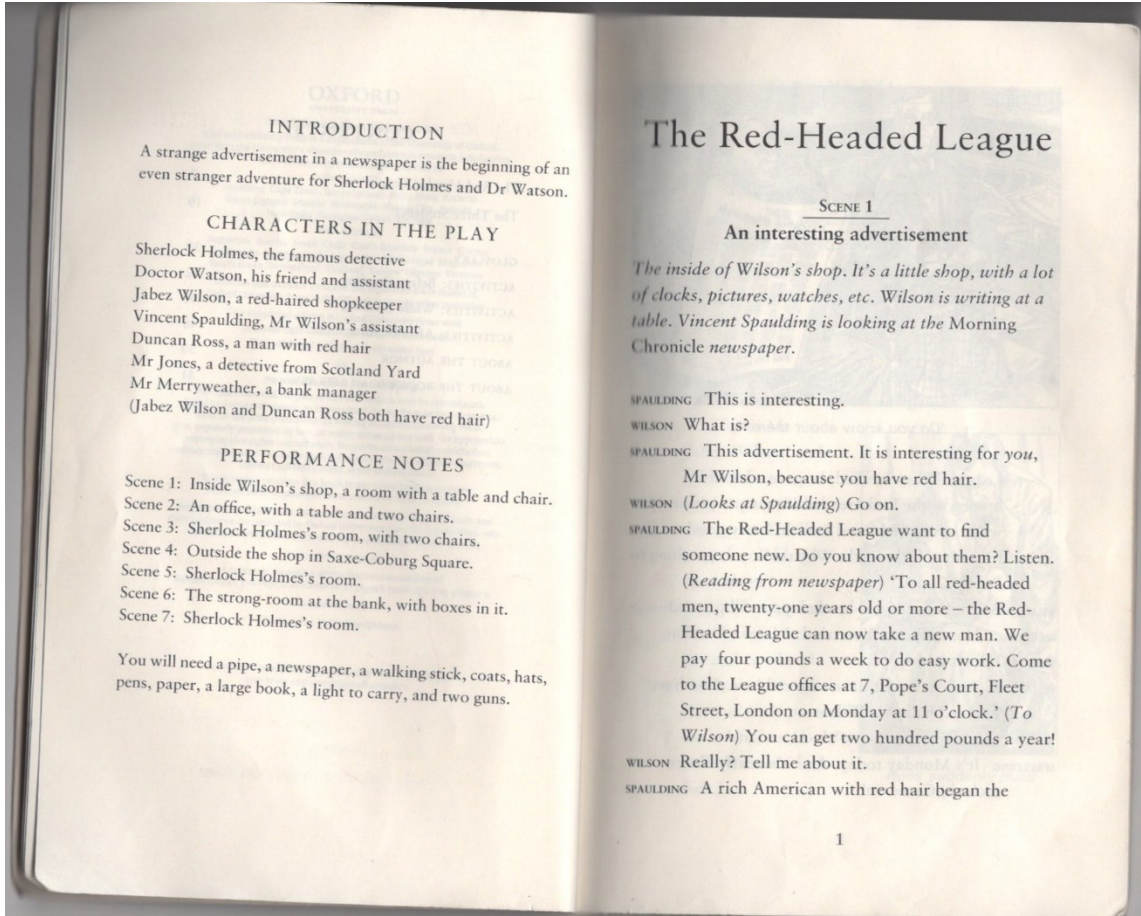 INTRODUCTION
A strange advertisement in a newspaper is the beginning of an
even stranger adventure for Sherlock Holmes and Dr Watson.
CHARACTERS IN THE PLAY
Sherlock Holmes, the famous detective
Doctor Watson, his friend and assistant
Jabez Wilson, a red-haired shopkeeper
Vincent Spaulding, Mr Wilson's assistant
Duncan Ross, a man with red hair
Mr Jones, a detective from Scotland Yard
Mr Merryweather, a bank manager
(Jabez Wilson and Duncan Ross both have red hair)
PERFORMANCE NOTES
Scene 1: Inside Wilson's shop, a room with a table and chair.
Scene 2: An office, with a table and two chairs.
Scene 3: Sherlock Holmes's room, with two chairs.
Scene 4: Outside the shop in Saxe-Coburg Square.
Scene 5: Sherlock Holmes's room.
Scene 6: The strong-room at the bank, with boxes in it.
Scene 7: Sherlock Holmes's room.
You will need a pipe, a newspaper, a walking stick, coats, hats,
pens, paper, a large book, a light to carry, and two guns.
The Red-Headed League
SCENE 1
An interesting advertisement
The inside of Wilson's shop. It's a little shop, with a lot
of clocks, pictures, watches, etc. Wilson is writing at a
table. Vincent Spaulding is looking at the Morning
Chronicle newspaper.
SPAULDING This is interesting.
WILSON What is?
SPAULDING This advertisement. It is interesting for you,
Mr Wilson, because you have red hair.
WILSON (Looks at Spaulding) Go on.
SPAULDING The Red-Headed League want to find
someone new. Do you know about them? Listen.
(Reading from newspaper) 'To all red-headed
men, twenty-one years old or more – the Red-
Headed League can now take a new man. We
pay four pounds a week to do easy work. Come
to the League offices at 7, Pope's Court, Fleet
Street, London on Monday at 11 o'clock.' (To
Wilson) You can get two hundred pounds a year!
WILSON Really? Tell me about it.
SPAULDING A rich American with red hair began the
1